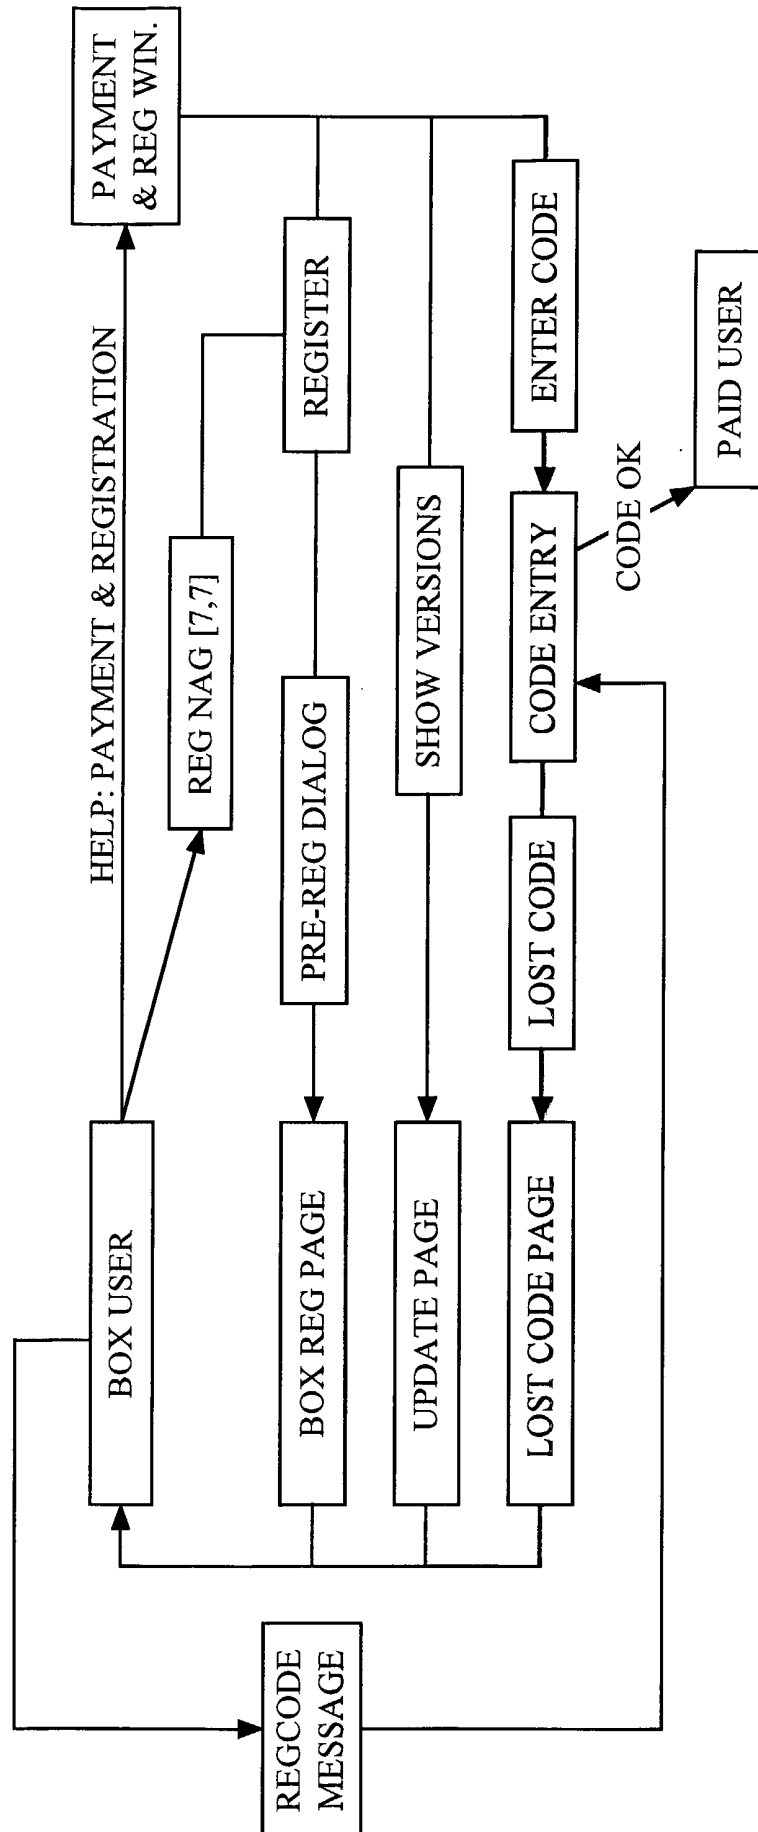 HELP: PAYMENT & REGISTRATION
PAYMENT
& REG WIN.
BOX USER
REG NAG [7,7]
REGCODE
MESSAGE
BOX REG PAGE
PRE-REG DIALOG
REGISTER
UPDATE PAGE
SHOW VERSIONS
LOST CODE PAGE
LOST CODE
CODE ENTRY
ENTER CODE
CODE OK
PAID USER